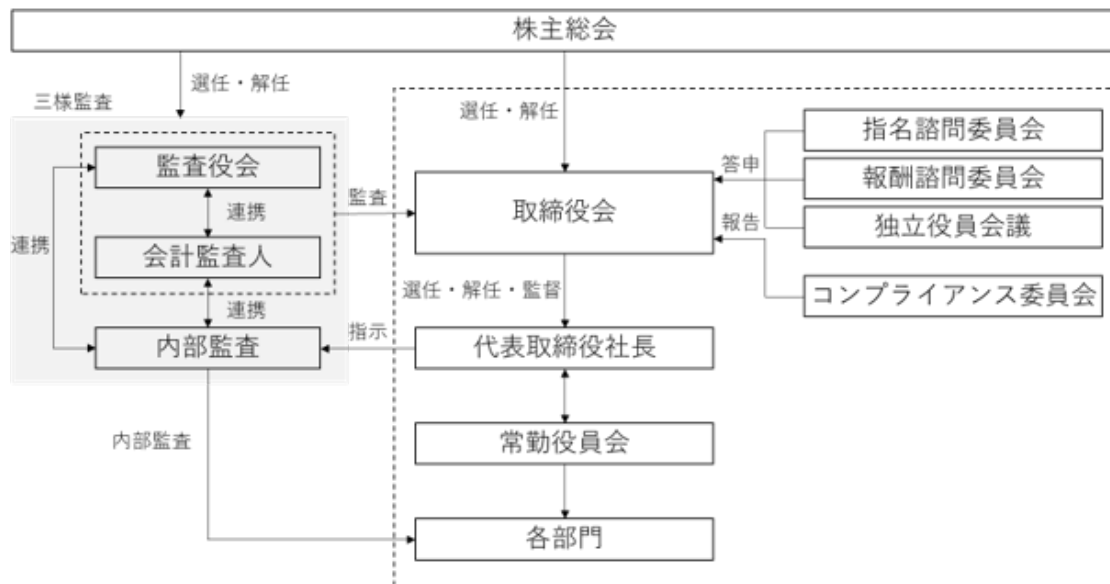 株主総会
選任・解任
三様監査
選任・解任
指名諮問委員会
監査役会
答申
報酬諮問委員会
連携
監査
取締役会
報告
独立役員会議
連携
会計監査人
選任・解任・監督
コンプライアンス委員会
連携
指示
内部監査
代表取締役社長
内部監査
常勤役員会
各部門